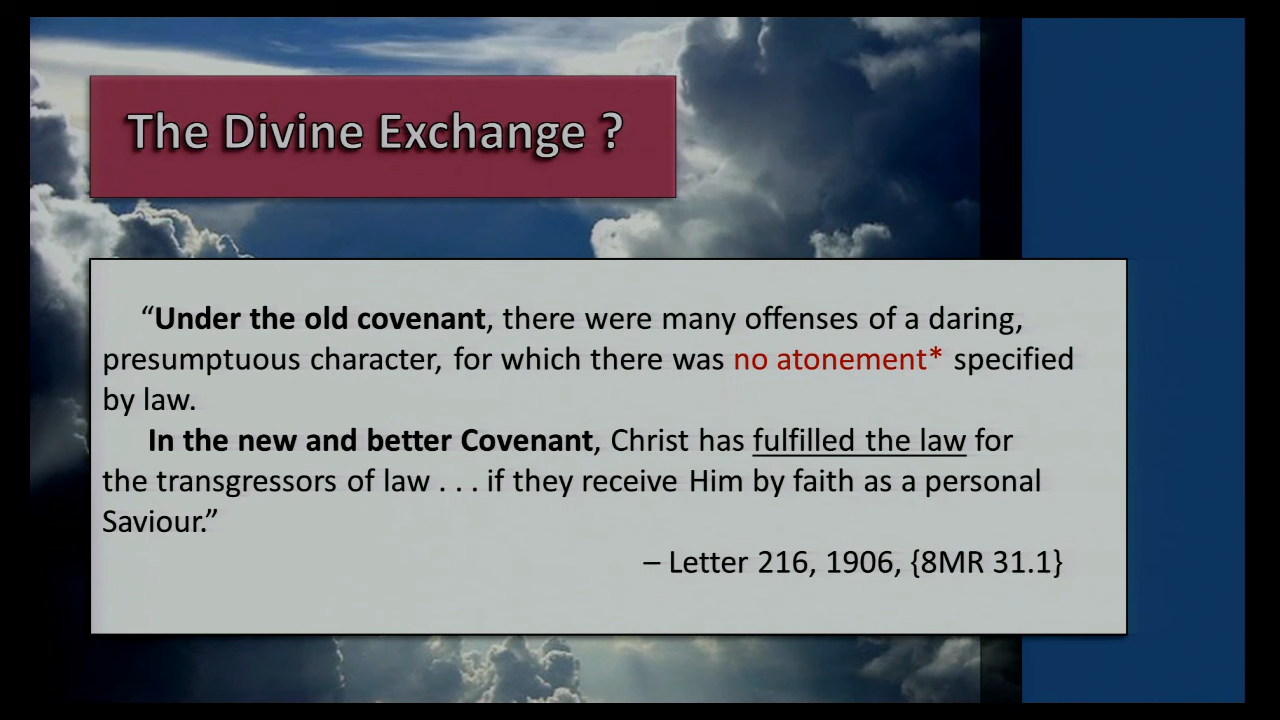 The Divine Exchange ?
“Under the old covenant, there were many offenses of a daring,
presumptuous character, for which there was no atonement* specified
by law.
In the new and better Covenant, Christ has fulfilled the law for
the transgressors of law . . . if they receive Him by faith as a personal
Saviour.”
– Letter 216, 1906, {8MR 31.1}